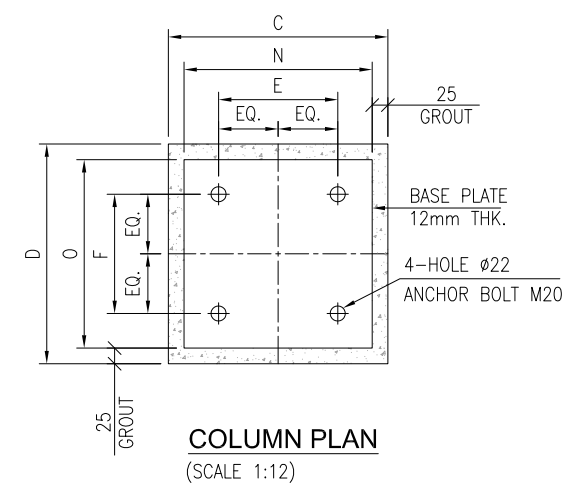 C
N
E
EQ. EQ.
25
GROUT
BASE PLATE
12mm THK.
4-HOLE ø22
ANCHOR BOLT M20
D
O
F
EQ.
EQ.
25
GROUT
COLUMN PLAN
(SCALE 1:12)